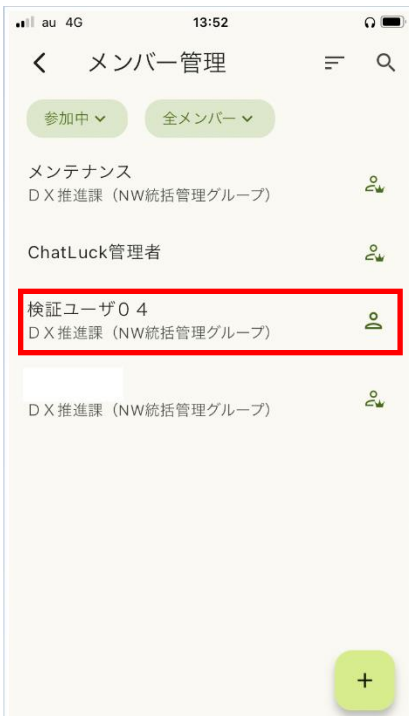 au 4G 13:52
メンバー管理
参加中 全メンバー
メンテナンス
ＤＸ推進課（NW統括管理グループ）
ChatLuck管理者
検証ユーザ０４
ＤＸ推進課（NW統括管理グループ）
ＤＸ推進課（NW統括管理グループ）
+